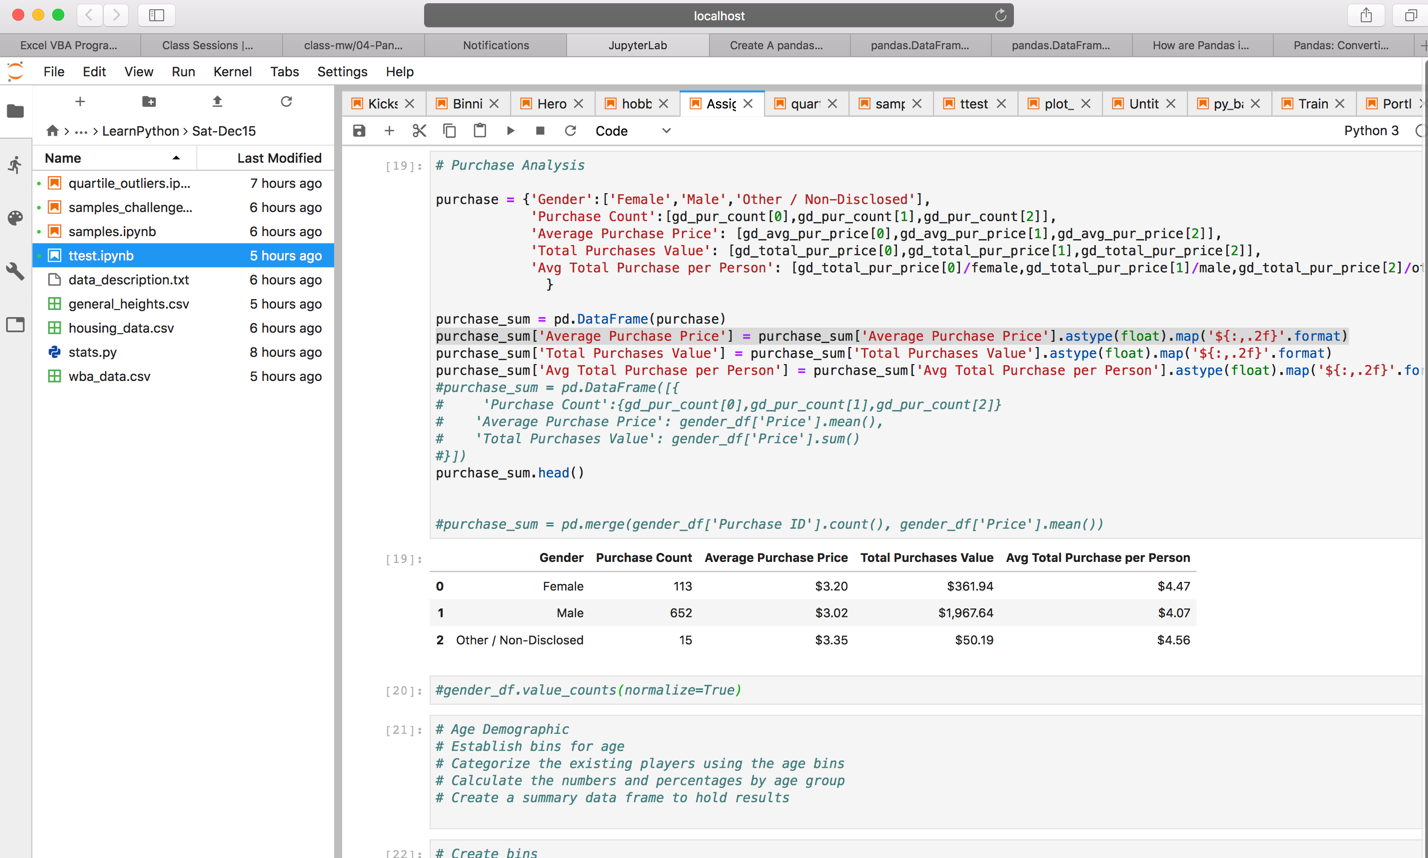 localhost
Excel VBA Progra...
Class Sessions |...
class-mw/04-Pan...
Notifications
JupyterLab
Create A pandas...
pandas.DataFram...
pandas.DataFram...
How are Pandas i...
Pandas: Converti...
File Edit View Run Kernel Tabs Settings Help
Kicks
Binni
Hero
hobb
Assig
quar
samp
ttest
plot_
Untit
py_ba
Train
Portl
> ... > LearnPython > Sat-Dec15
Code
Python 3
Name Last Modified
quartile_outliers.ip... 7 hours ago
samples_challenge... 6 hours ago
samples.ipynb 6 hours ago
ttest.ipynb 5 hours ago
data_description.txt 6 hours ago
general_heights.csv 5 hours ago
housing_data.csv 6 hours ago
stats.py 8 hours ago
wba_data.csv 5 hours ago
[19]: # Purchase Analysis
purchase = {'Gender':['Female','Male','Other / Non-Disclosed'],
'Purchase Count':[gd_pur_count[0],gd_pur_count[1],gd_pur_count[2]],
'Average Purchase Price': [gd_avg_pur_price[0],gd_avg_pur_price[1],gd_avg_pur_price[2]],
'Total Purchases Value': [gd_total_pur_price[0],gd_total_pur_price[1],gd_total_pur_price[2]],
'Avg Total Purchase per Person': [gd_total_pur_price[0]/female,gd_total_pur_price[1]/male,gd_total_pur_price[2]/ot
}
purchase_sum = pd.DataFrame(purchase)
purchase_sum['Average Purchase Price'] = purchase_sum['Average Purchase Price'].astype(float).map('${:,.2f}'.format)
purchase_sum['Total Purchases Value'] = purchase_sum['Total Purchases Value'].astype(float).map('${:,.2f}'.format)
purchase_sum['Avg Total Purchase per Person'] = purchase_sum['Avg Total Purchase per Person'].astype(float).map('${:,.2f}'.fo
#purchase_sum = pd.DataFrame([{
# 'Purchase Count':{gd_pur_count[0],gd_pur_count[1],gd_pur_count[2]}
# 'Average Purchase Price': gender_df['Price'].mean(),
# 'Total Purchases Value': gender_df['Price'].sum()
#}])
purchase_sum.head()
#purchase_sum = pd.merge(gender_df['Purchase ID'].count(), gender_df['Price'].mean())
[19]: Gender Purchase Count Average Purchase Price Total Purchases Value Avg Total Purchase per Person
0 Female 113 $3.20 $361.94 $4.47
1 Male 652 $3.02 $1,967.64 $4.07
2 Other / Non-Disclosed 15 $3.35 $50.19 $4.56
[20]: #gender_df.value_counts(normalize=True)
[21]: # Age Demographic
# Establish bins for age
# Categorize the existing players using the age bins
# Calculate the numbers and percentages by age group
# Create a summary data frame to hold results
[22]: # Create bins